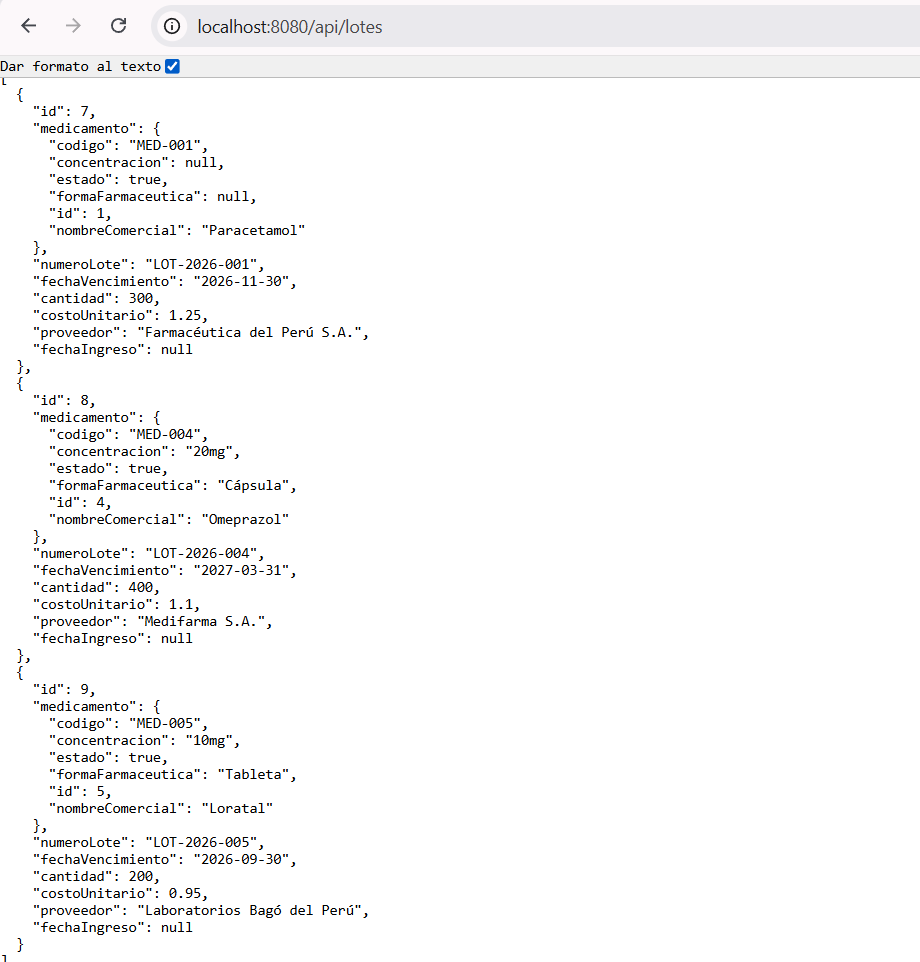 localhost:8080/api/lotes
Dar formato al texto
[
  {
    "id": 7,
    "medicamento": {
      "codigo": "MED-001",
      "concentracion": null,
      "estado": true,
      "formaFarmaceutica": null,
      "id": 1,
      "nombreComercial": "Paracetamol"
    },
    "numeroLote": "LOT-2026-001",
    "fechaVencimiento": "2026-11-30",
    "cantidad": 300,
    "costoUnitario": 1.25,
    "proveedor": "Farmacéutica del Perú S.A.",
    "fechaIngreso": null
  },
  {
    "id": 8,
    "medicamento": {
      "codigo": "MED-004",
      "concentracion": "20mg",
      "estado": true,
      "formaFarmaceutica": "Cápsula",
      "id": 4,
      "nombreComercial": "Omeprazol"
    },
    "numeroLote": "LOT-2026-004",
    "fechaVencimiento": "2027-03-31",
    "cantidad": 400,
    "costoUnitario": 1.1,
    "proveedor": "Medifarma S.A.",
    "fechaIngreso": null
  },
  {
    "id": 9,
    "medicamento": {
      "codigo": "MED-005",
      "concentracion": "10mg",
      "estado": true,
      "formaFarmaceutica": "Tableta",
      "id": 5,
      "nombreComercial": "Loratal"
    },
    "numeroLote": "LOT-2026-005",
    "fechaVencimiento": "2026-09-30",
    "cantidad": 200,
    "costoUnitario": 0.95,
    "proveedor": "Laboratorios Bagó del Perú",
    "fechaIngreso": null
  }
]